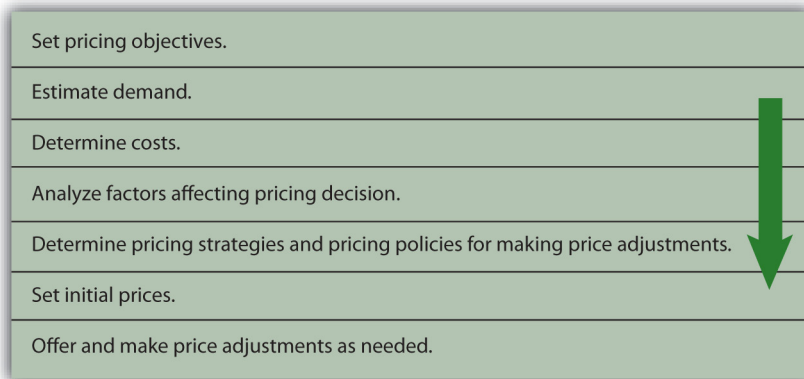 Set pricing objectives.
Estimate demand.
Determine costs.
Analyze factors affecting pricing decision.
Determine pricing strategies and pricing policies for making price adjustments.
Set initial prices.
Offer and make price adjustments as needed.